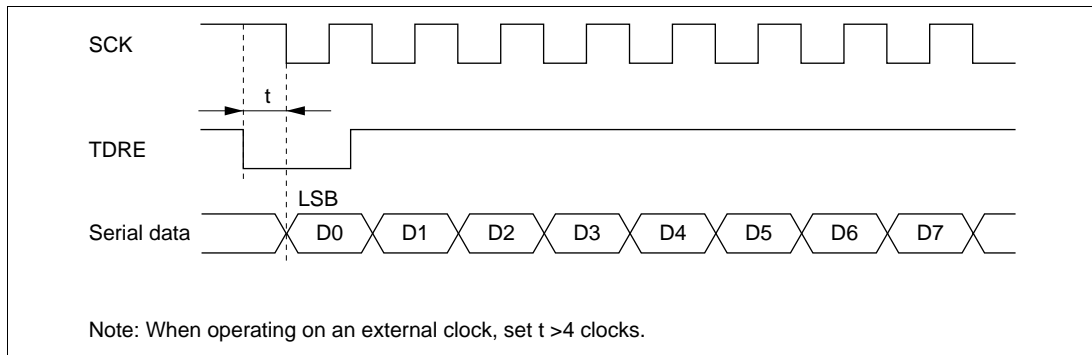 SCK
t
TDRE
LSB
Serial data D0 D1 D2 D3 D4 D5 D6 D7
Note: When operating on an external clock, set t >4 clocks.